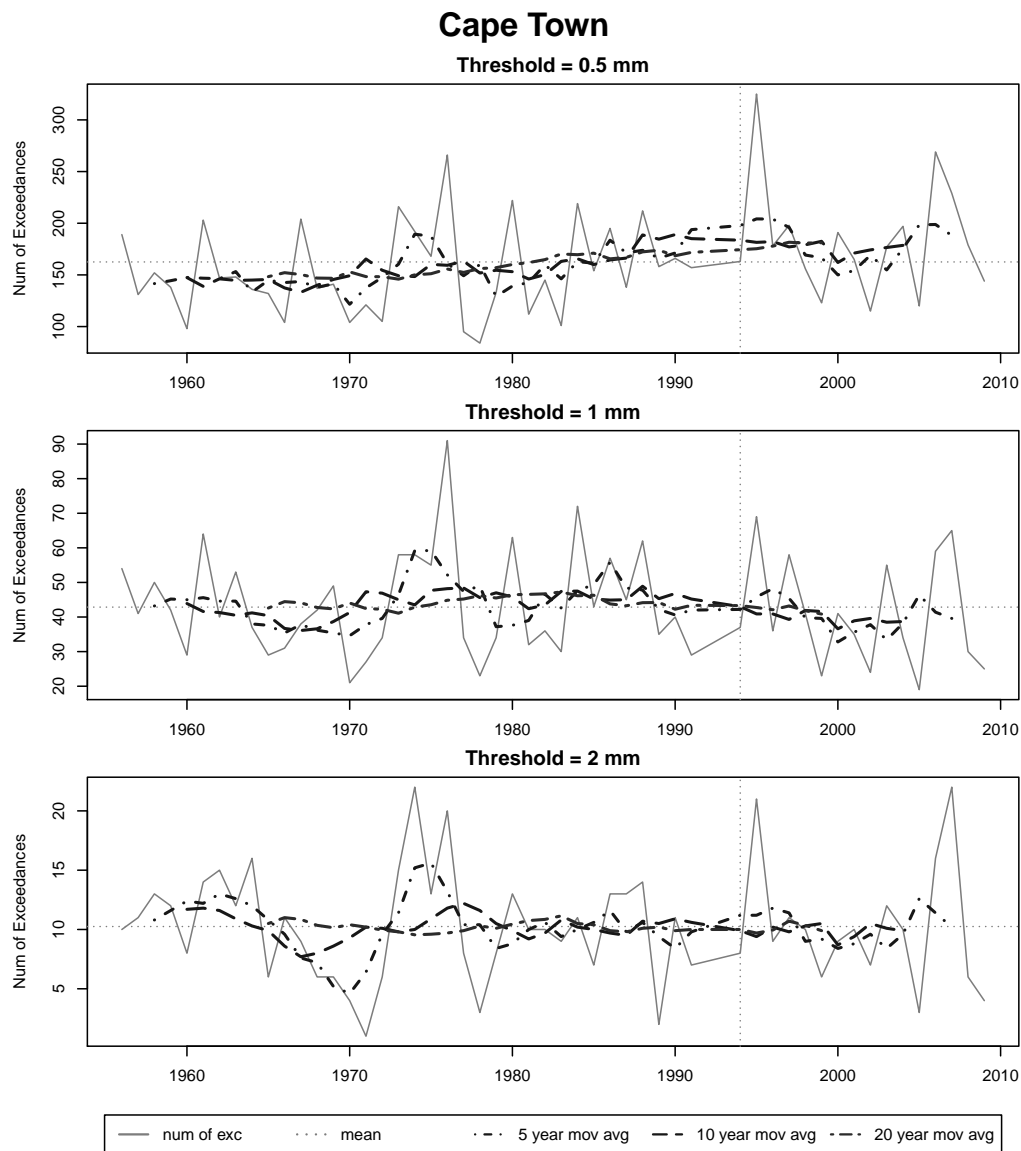 Cape Town
Threshold = 0.5 mm
Num of Exceedances
100 150 200 250 300
1960 1970 1980 1990 2000 2010
Threshold = 1 mm
Num of Exceedances
20 30 40 50 60 70 80 90
1960 1970 1980 1990 2000 2010
Threshold = 2 mm
Num of Exceedances
5 10 15 20
1960 1970 1980 1990 2000 2010
num of exc mean 5 year mov avg 10 year mov avg 20 year mov avg